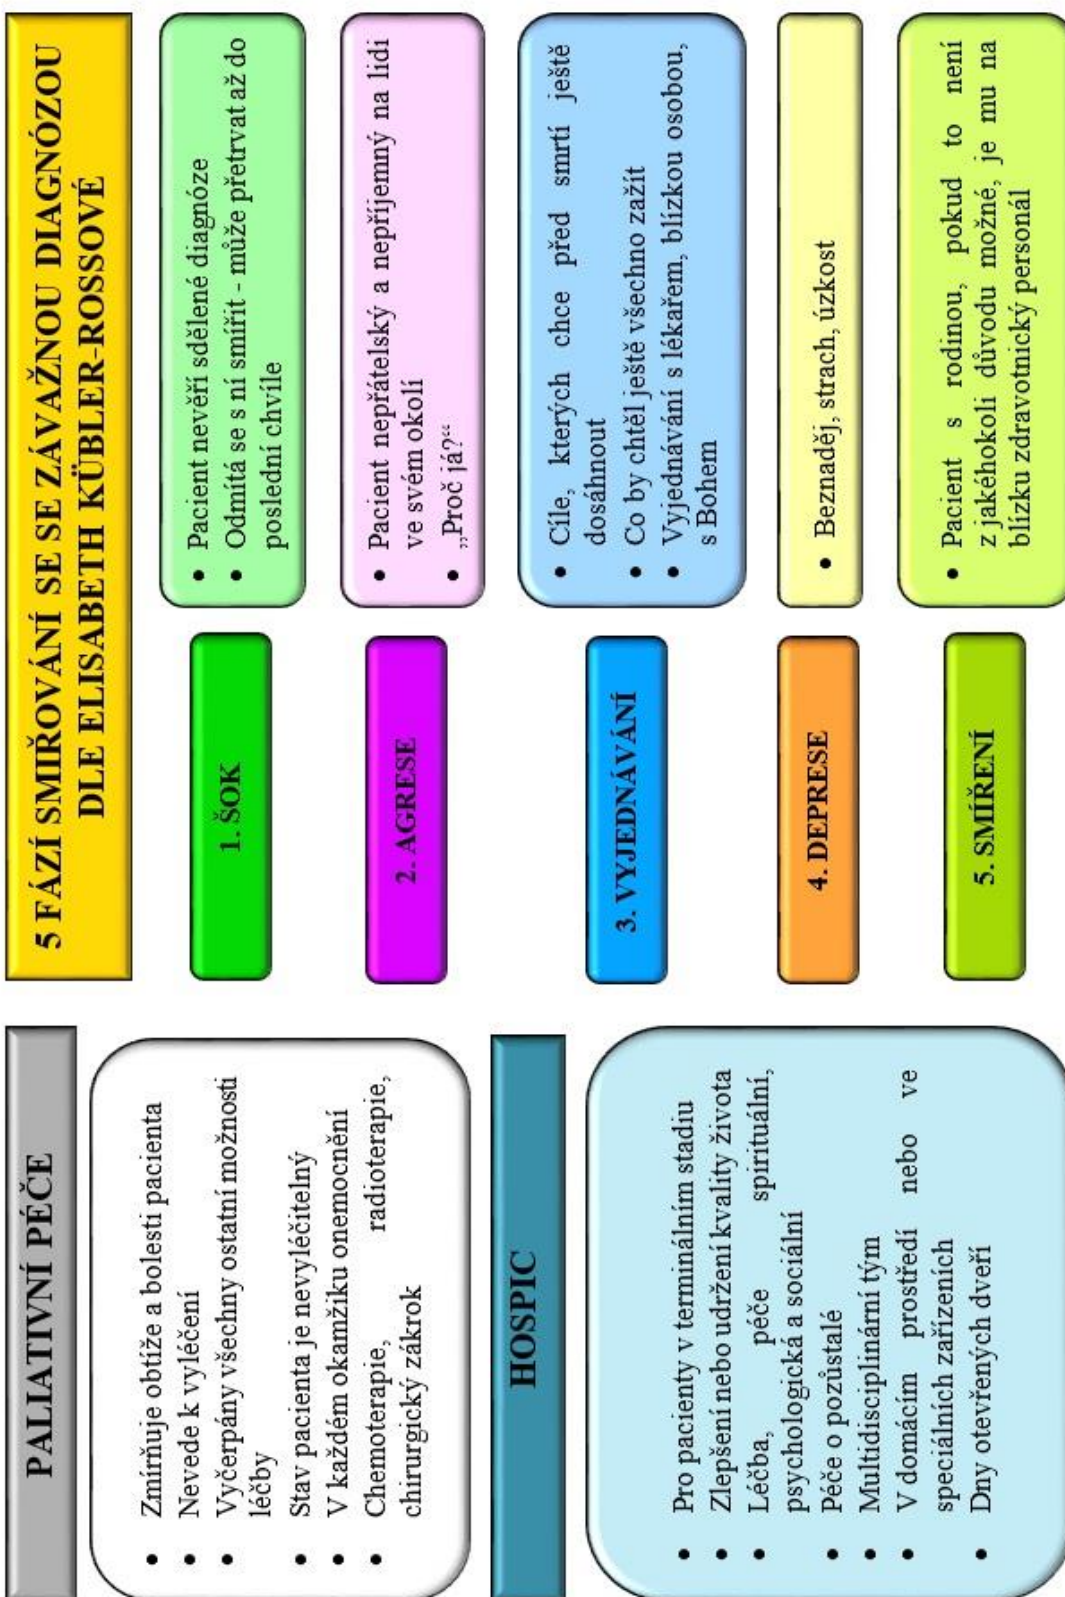 PALIATIVNÍ PÉČE
• Zmírňuje obtíže a bolesti pacienta
• Nevede k vyléčení
• Vyčerpány všechny ostatní možnosti
léčby
• Stav pacienta je nevyléčitelný
• V každém okamžiku onemocnění
• Chemoterapie, radioterapie,
chirurgický zákrok
HOSPIC
• Pro pacienty v terminálním stadiu
• Zlepšení nebo udržení kvality života
• Léčba, péče spirituální,
psychologická a sociální
• Péče o pozůstalé
• Multidisciplinární tým
• V domácím prostředí nebo ve
speciálních zařízeních
• Dny otevřených dveří
5 FÁZÍ SMIŘOVÁNÍ SE SE ZÁVAŽNOU DIAGNÓZOU
DLE ELISABETH KÜBLER-ROSSOVÉ
1. ŠOK
• Pacient nevěří sdělené diagnóze
• Odmítá se s ní smířit - může přetrvat až do
poslední chvíle
2. AGRESE
• Pacient nepřátelský a nepříjemný na lidi
ve svém okolí
• „Proč já?“
3. VYJEDNÁVÁNÍ
• Cíle, kterých chce před smrtí ještě
dosáhnout
• Co by chtěl ještě všechno zažít
• Vyjednávání s lékařem, blízkou osobou,
s Bohem
4. DEPRESE
• Beznaděj, strach, úzkost
5. SMÍŘENÍ
• Pacient s rodinou, pokud to není
z jakéhokoli důvodu možné, je mu na
blízku zdravotnický personál